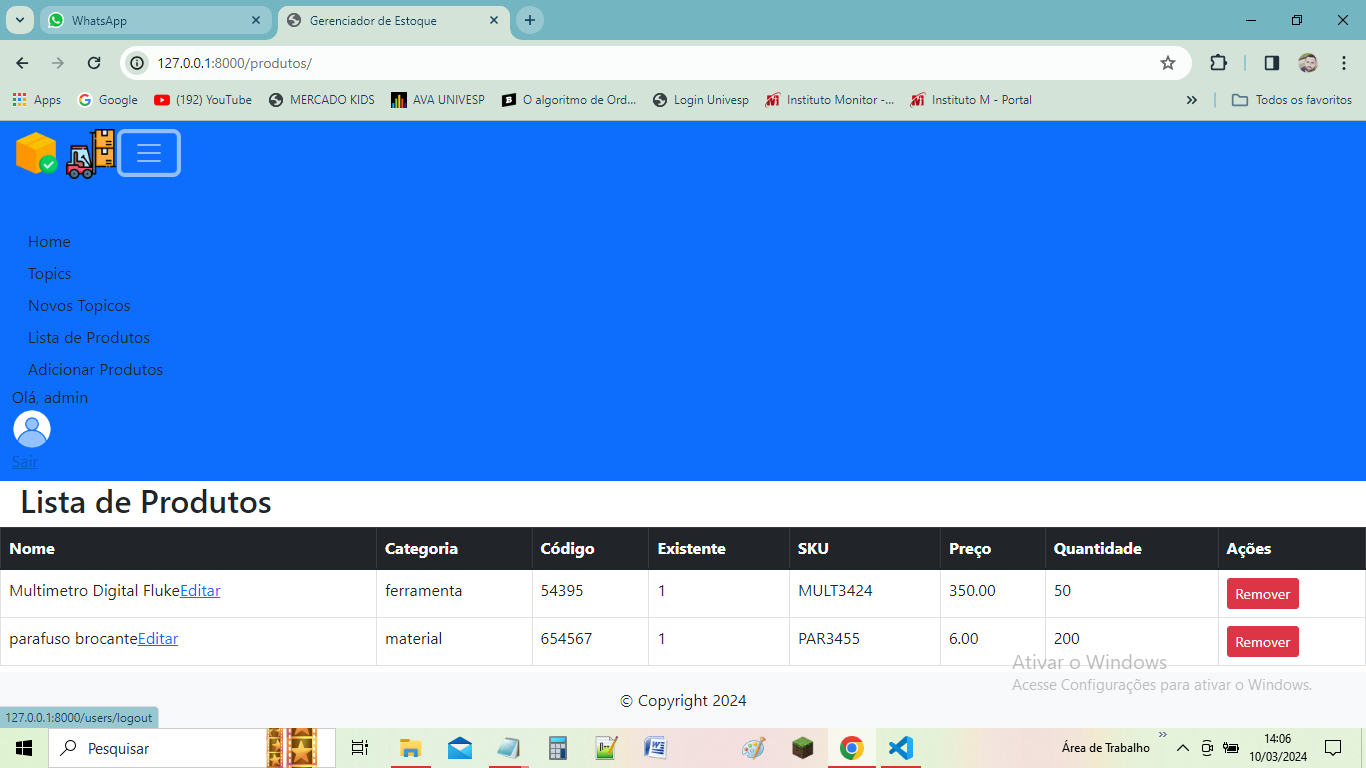 WhatsApp
Gerenciador de Estoque
127.0.0.1:8000/produtos/
Apps
Google
(192) YouTube
MERCADO KIDS
AVA UNIVESP
O algoritmo de Ord...
Login Univesp
Instituto Monitor -...
Instituto M - Portal
»
Todos os favoritos
Home
Topics
Novos Topicos
Lista de Produtos
Adicionar Produtos
Olá, admin
Sair
Lista de Produtos
Nome Categoria Código Existente SKU Preço Quantidade Ações
Multimetro Digital FlukeEditar ferramenta 54395 1 MULT3424 350.00 50 Remover
parafuso brocanteEditar material 654567 1 PAR3455 6.00 200 Remover
Ativar o Windows
Acesse Configurações para ativar o Windows.
© Copyright 2024
127.0.0.1:8000/users/logout
Pesquisar
Área de Trabalho
»
14:06
10/03/2024